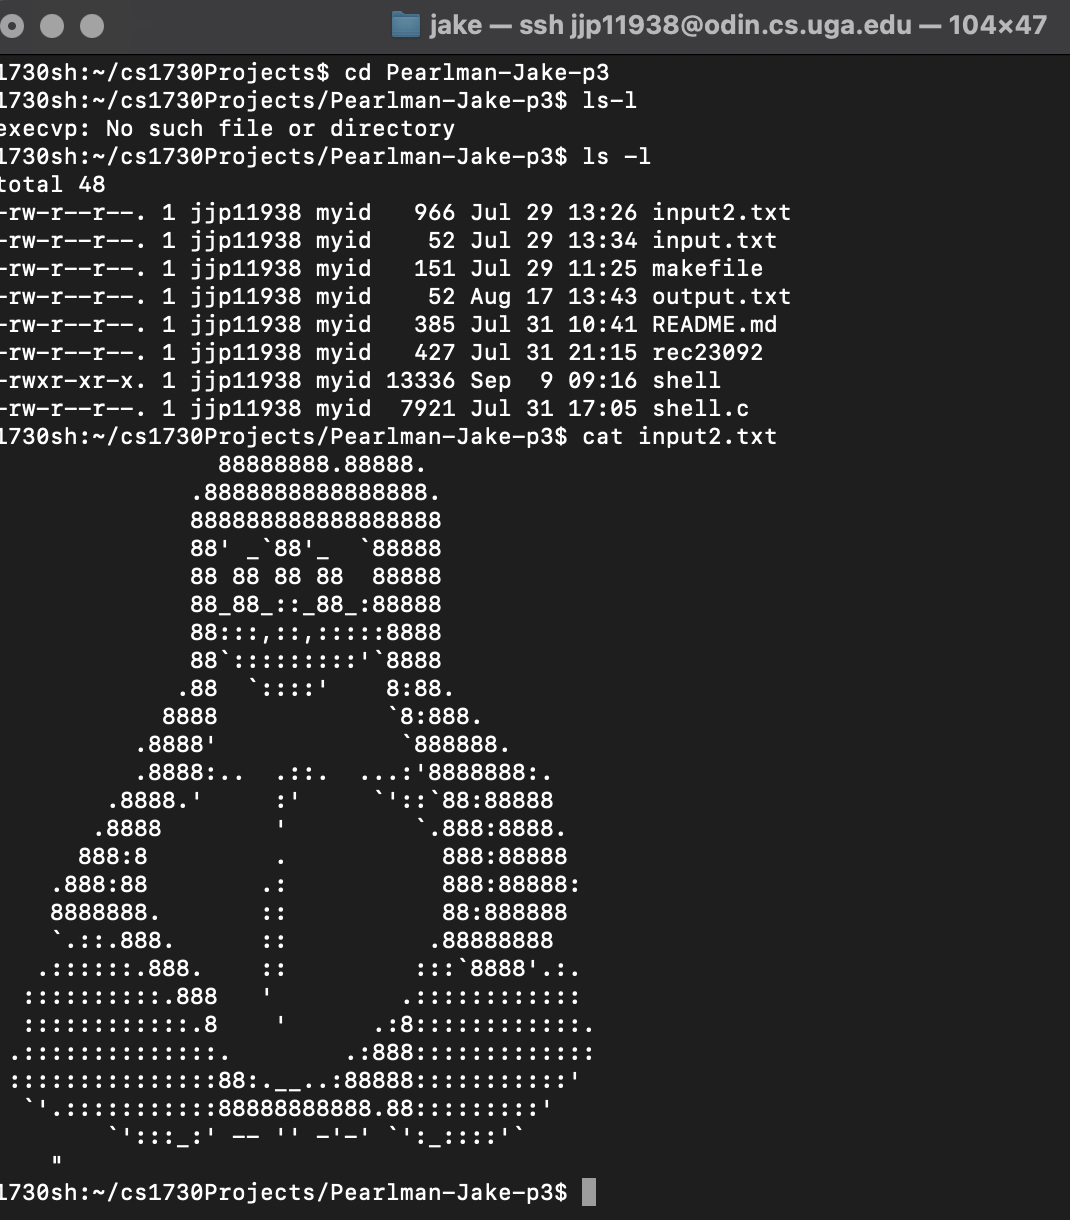 jake — ssh jjp11938@odin.cs.uga.edu — 104×47
1730sh:~/cs1730Projects$ cd Pearlman-Jake-p3
1730sh:~/cs1730Projects/Pearlman-Jake-p3$ ls-l
execvp: No such file or directory
1730sh:~/cs1730Projects/Pearlman-Jake-p3$ ls -l
total 48
-rw-r--r--. 1 jjp11938 myid   966 Jul 29 13:26 input2.txt
-rw-r--r--. 1 jjp11938 myid    52 Jul 29 13:34 input.txt
-rw-r--r--. 1 jjp11938 myid   151 Jul 29 11:25 makefile
-rw-r--r--. 1 jjp11938 myid    52 Aug 17 13:43 output.txt
-rw-r--r--. 1 jjp11938 myid   385 Jul 31 10:41 README.md
-rw-r--r--. 1 jjp11938 myid   427 Jul 31 21:15 rec23092
-rwxr-xr-x. 1 jjp11938 myid 13336 Sep  9 09:16 shell
-rw-r--r--. 1 jjp11938 myid  7921 Jul 31 17:05 shell.c
1730sh:~/cs1730Projects/Pearlman-Jake-p3$ cat input2.txt
                88888888.88888.
              .8888888888888888.
              888888888888888888
              88' _`88'_  `88888
              88 88 88 88  88888
              88_88_::_88_:88888
              88:::,::,:::::8888
              88`:::::::::'`8888
             .88  `::::'    8:88.
            8888            `8:888.
          .8888'             `888888.
          .8888:..  .::.  ...:'8888888:.
        .8888.'     :'     `'::`88:88888
       .8888        '         `.888:8888.
      888:8         .           888:88888
    .888:88        .:           888:88888:
    8888888.       ::           88:888888
    `.::.888.      ::          .88888888
   .::::::.888.    ::         :::`8888'.:.
  ::::::::::.888   '         .::::::::::::
  ::::::::::::.8    '      .:8::::::::::::.
 .::::::::::::::.        .:888:::::::::::::
 :::::::::::::::88:.__..:88888:::::::::::'
  `'.:::::::::::88888888888.88:::::::::'
        `':::_:' -- '' -'-' `':_::::'`
    "
1730sh:~/cs1730Projects/Pearlman-Jake-p3$